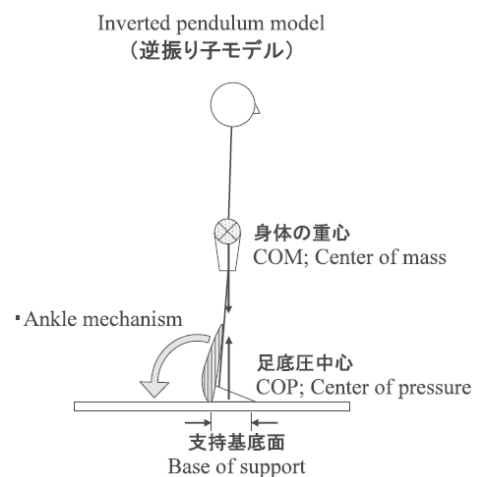 Inverted pendulum model
（逆振り子モデル）
身体の重心
COM; Center of mass
・Ankle mechanism
足底圧中心
COP; Center of pressure
支持基底面
Base of support